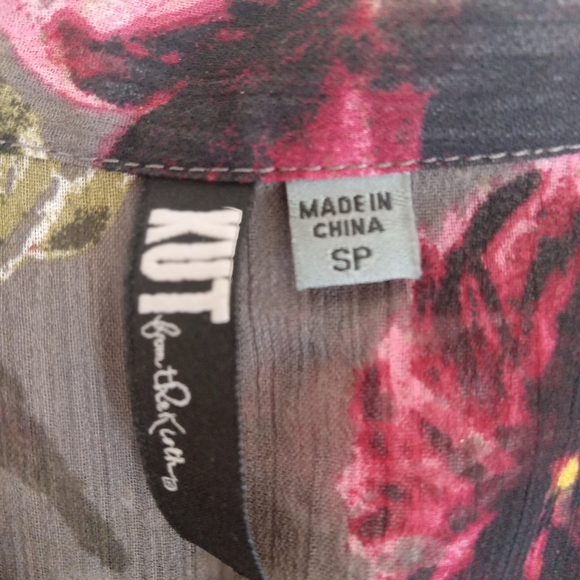 KUT
from the Kloth
MADE IN
CHINA
SP